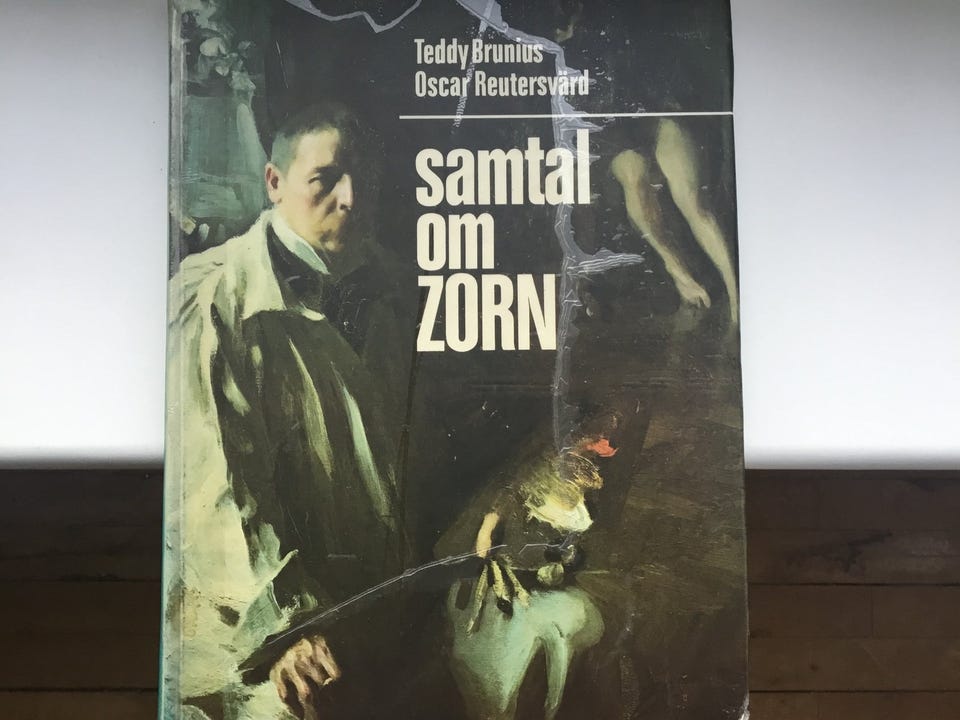 Teddy Brunius
Oscar Reutersvärd
samtal
om
ZORN